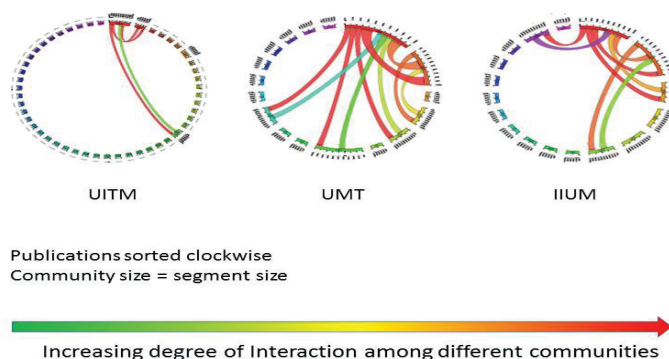 UITM
UMT
IIUM
Publications sorted clockwise
Community size = segment size
Increasing degree of Interaction among different communities